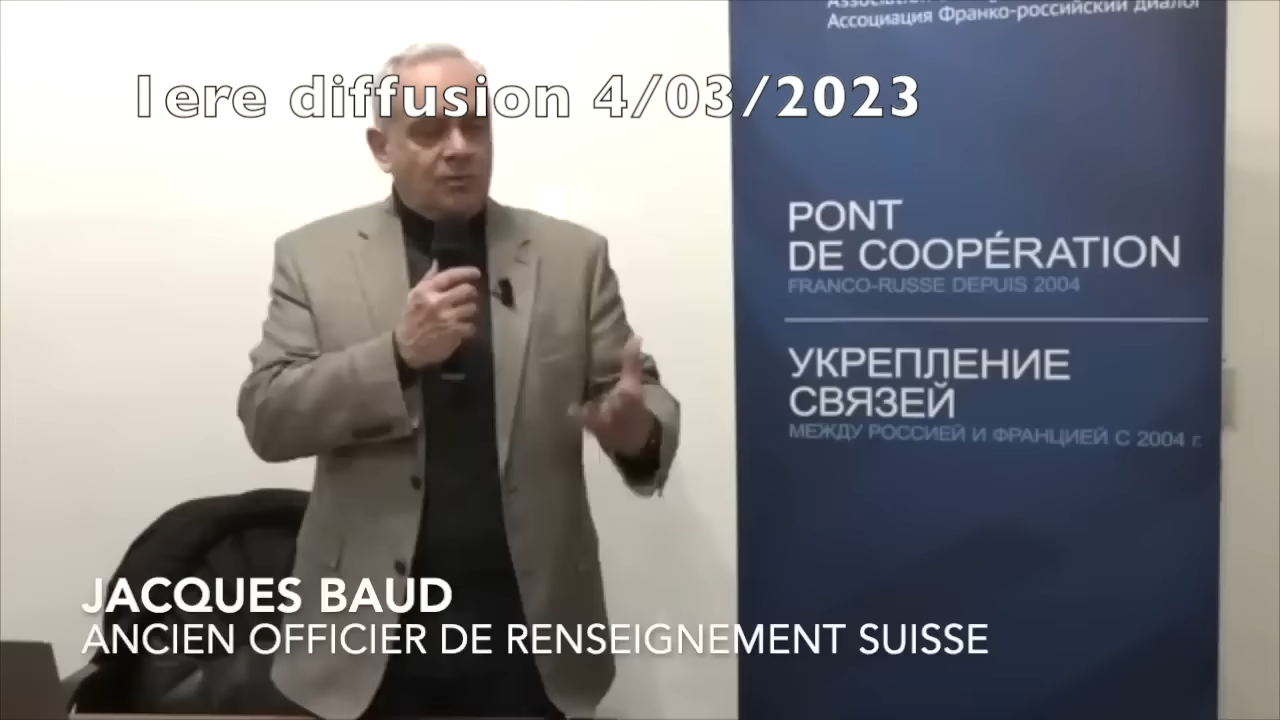 Ассоциация Франко-российский диалог
1ere diffusion 4/03/2023
PONT
DE COOPÉRATION
FRANCO-RUSSE DEPUIS 2004
УКРЕПЛЕНИЕ
СВЯЗЕЙ
МЕЖДУ РОССИЕЙ И ФРАНЦИЕЙ С 2004 г.
JACQUES BAUD
ANCIEN OFFICIER DE RENSEIGNEMENT SUISSE